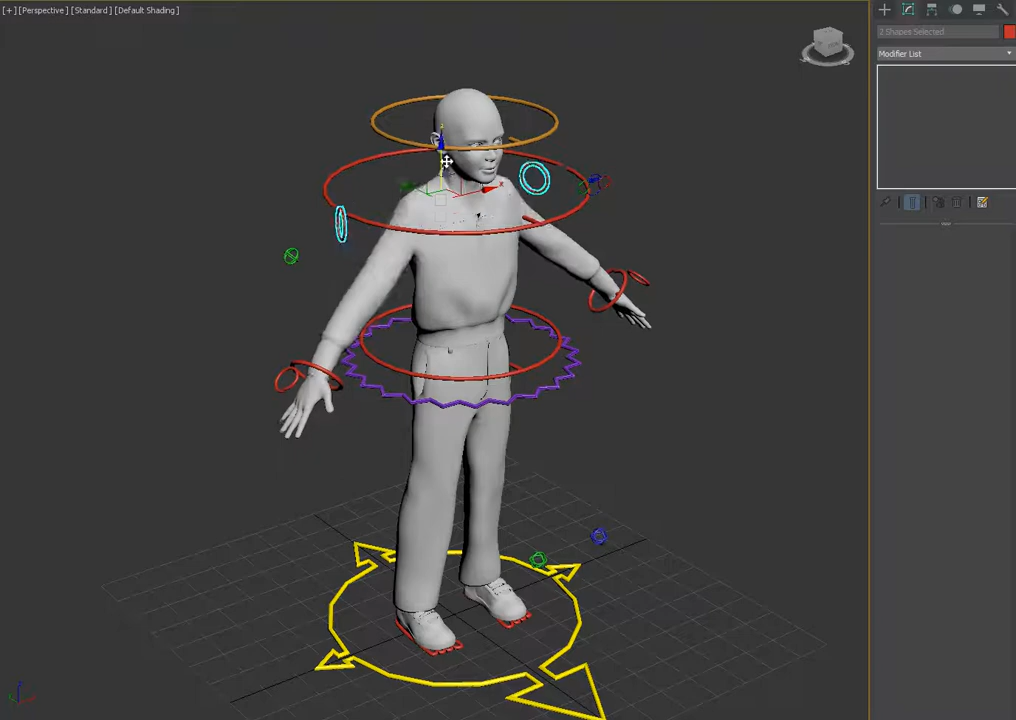 [+] [Perspective] [Standard] [Default Shading]
2 Shapes Selected
Modifier List